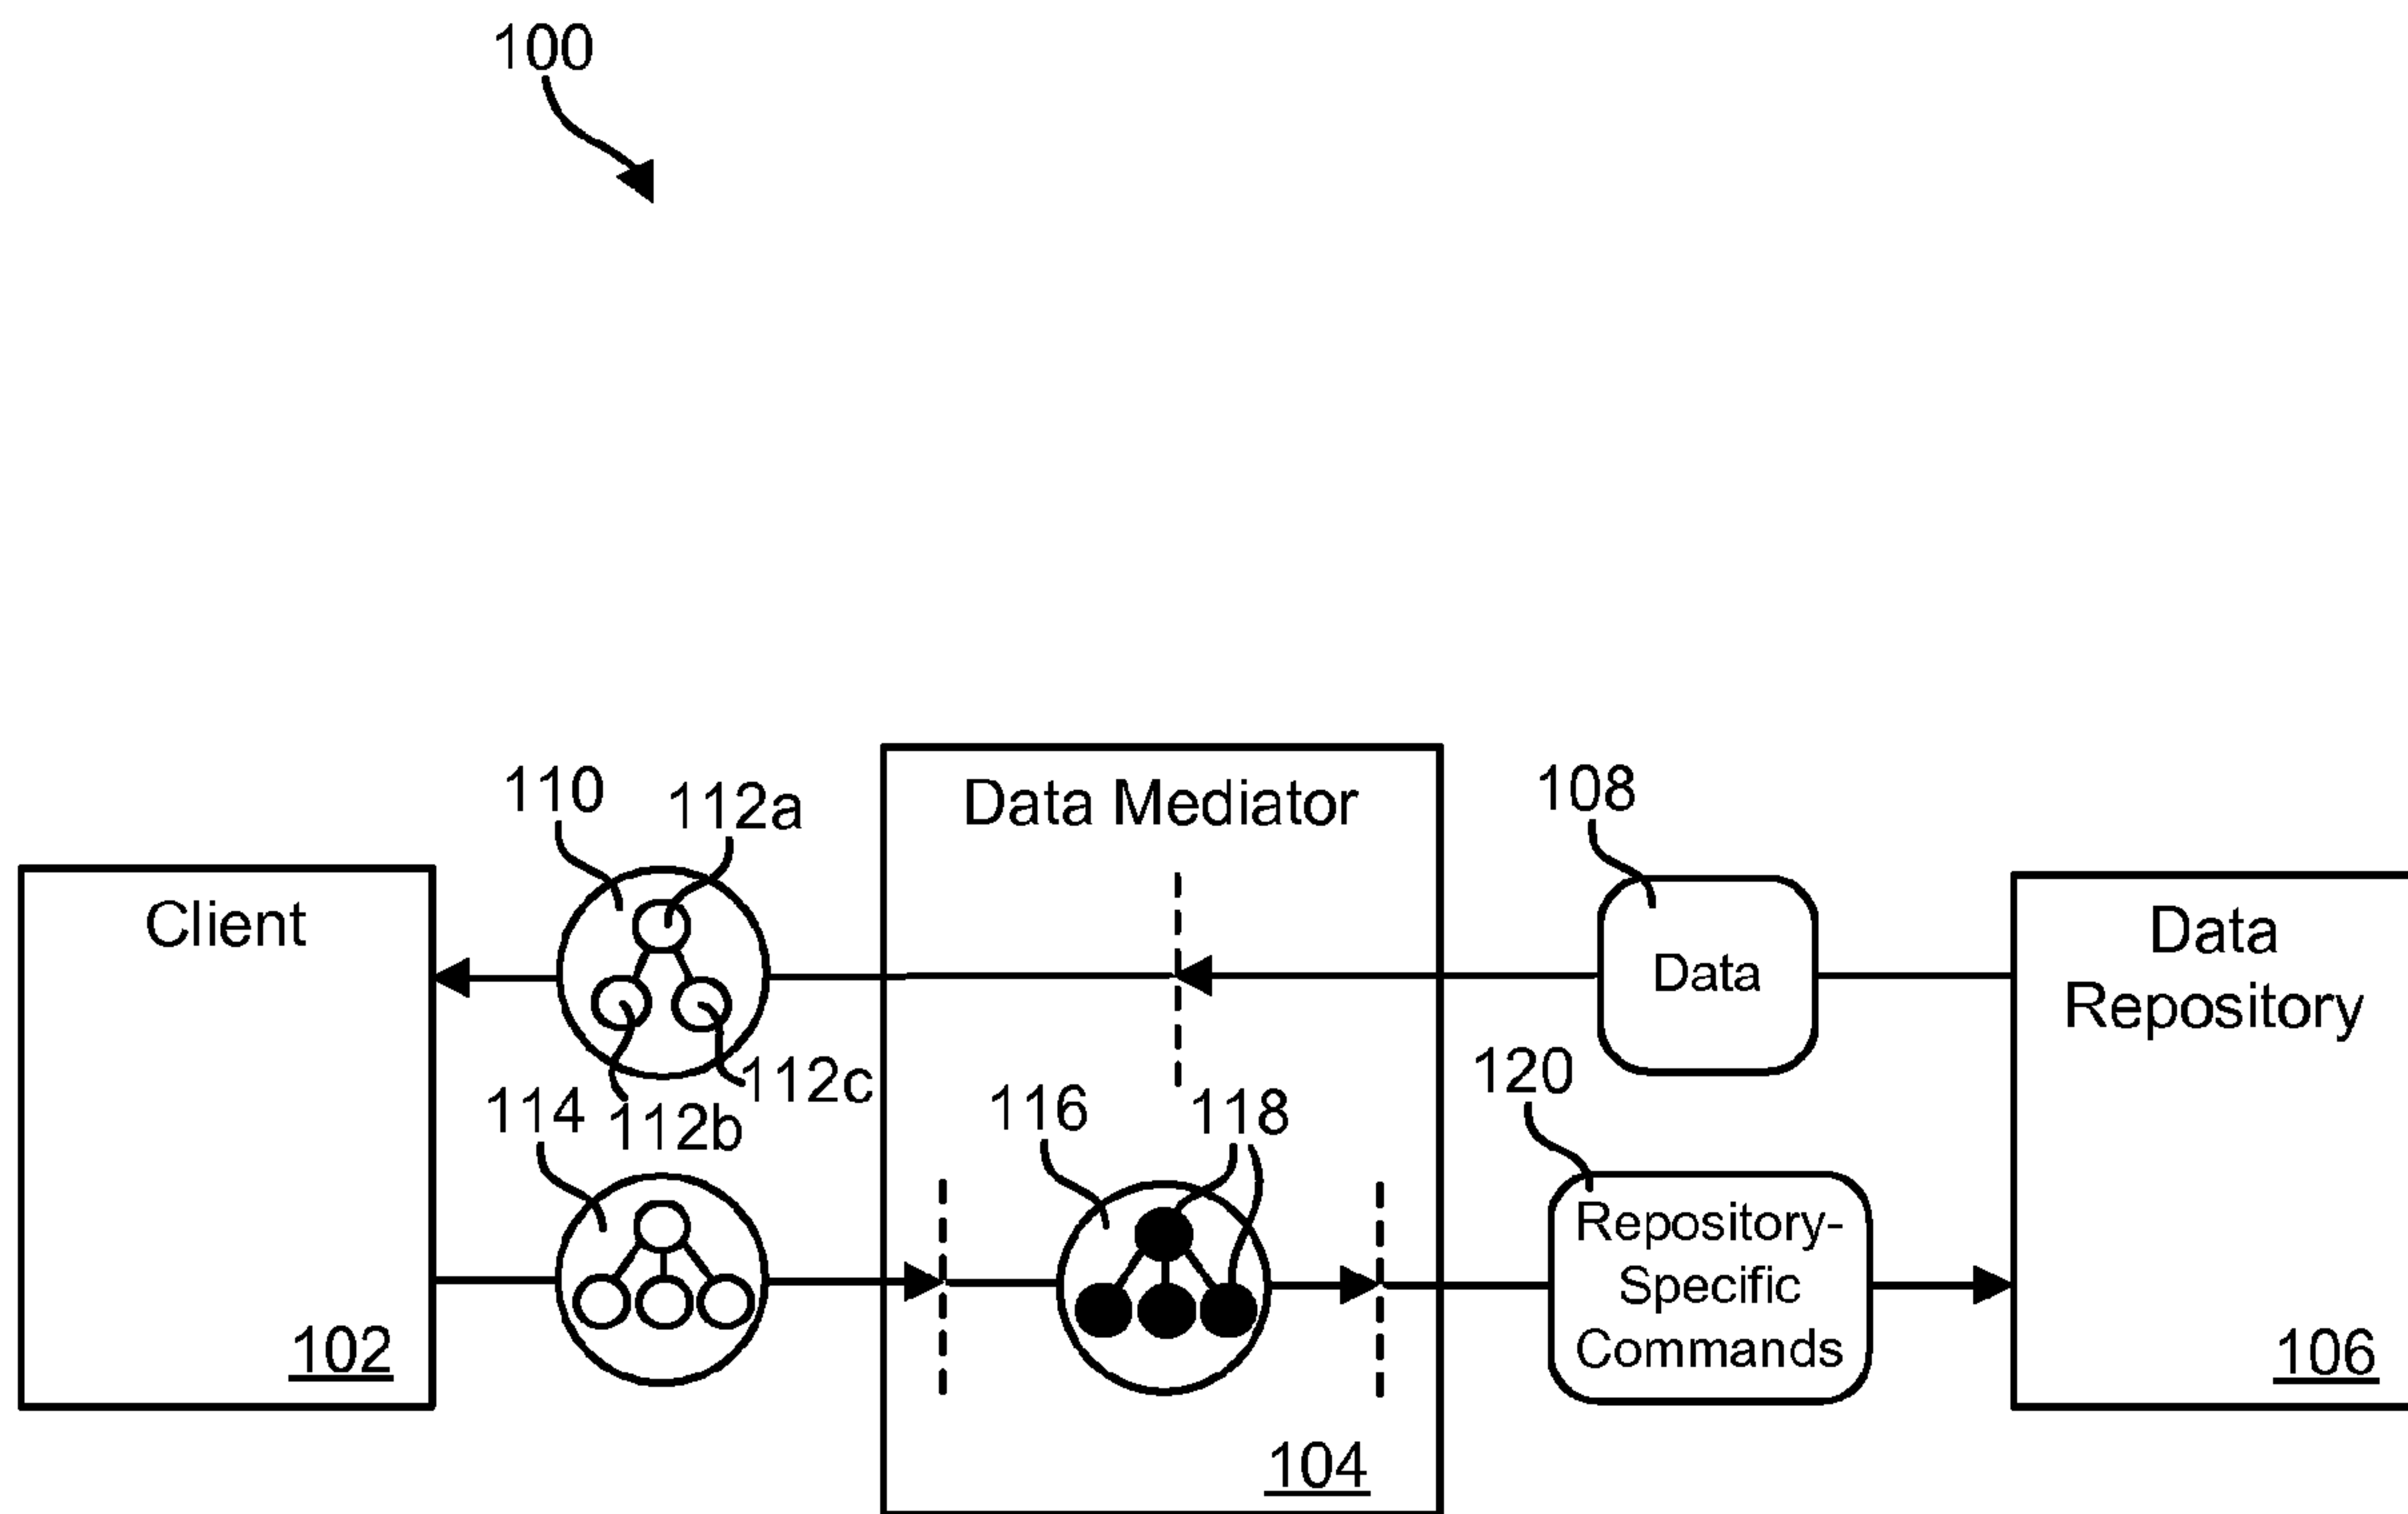 100
110
112a
Data Mediator
108
Client
Data
Data
Repository
112c
120
114
112b
116
118
Repository-
Specific
Commands
102
106
104